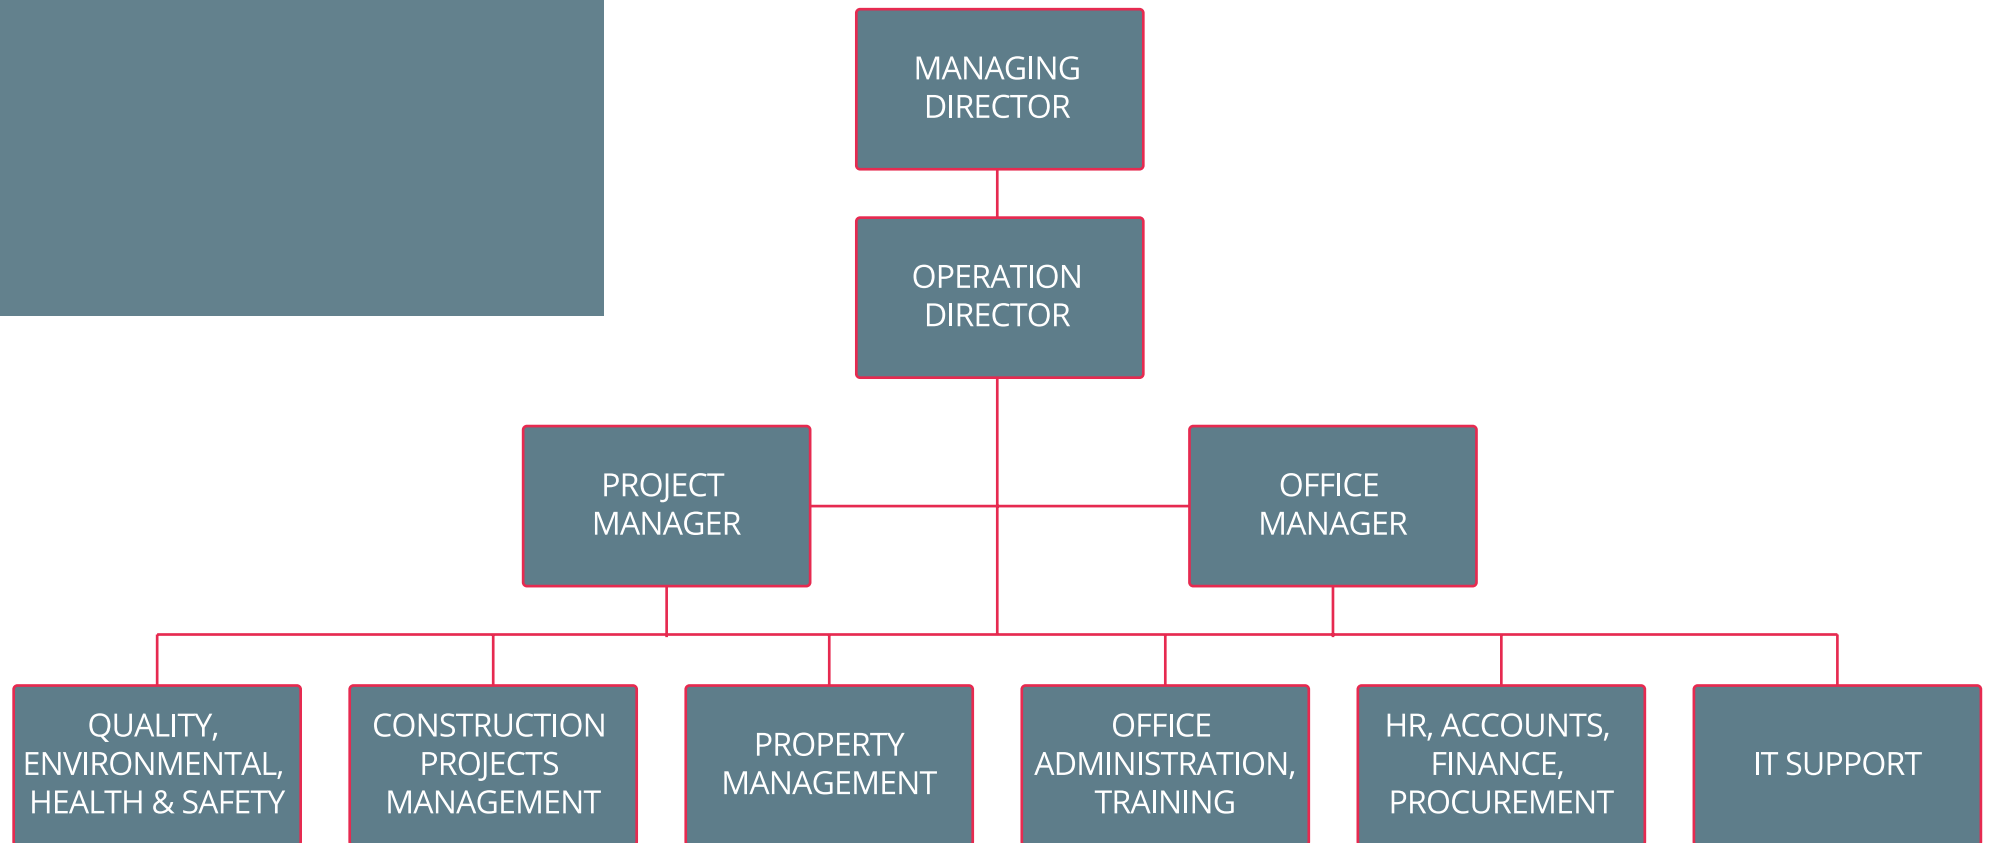 MANAGING
DIRECTOR
OPERATION
DIRECTOR
PROJECT
MANAGER
OFFICE
MANAGER
QUALITY,
ENVIRONMENTAL,
HEALTH & SAFETY
CONSTRUCTION
PROJECTS
MANAGEMENT
PROPERTY
MANAGEMENT
OFFICE
ADMINISTRATION,
TRAINING
HR, ACCOUNTS,
FINANCE,
PROCUREMENT
IT SUPPORT